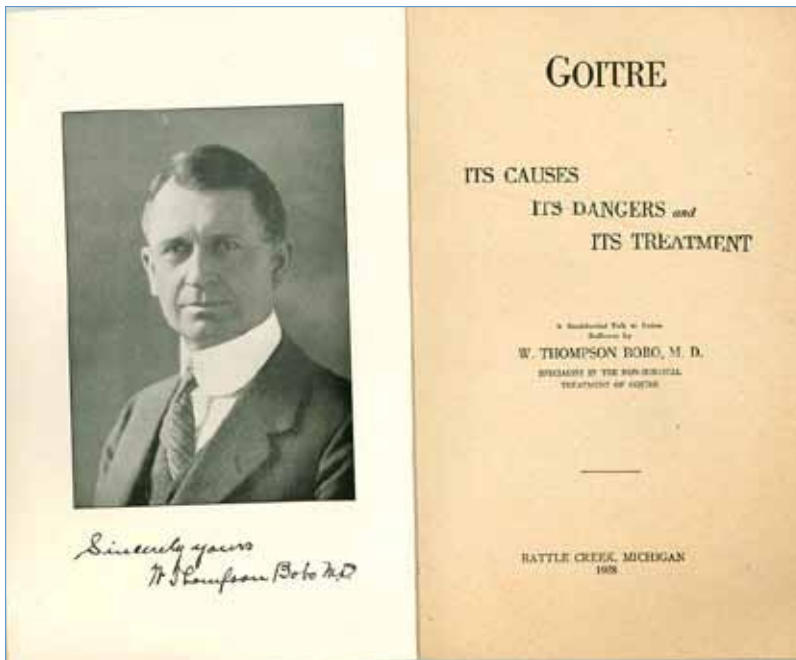 Sincerely yours
W Thompson Bobo M.D.
GOITRE
ITS CAUSES
ITS DANGERS and
ITS TREATMENT
A Confidential Talk to Goitre
Sufferers by
W. THOMPSON BOBO, M. D.
SPECIALIST IN THE NON-SURGICAL
TREATMENT OF GOITRE
BATTLE CREEK, MICHIGAN